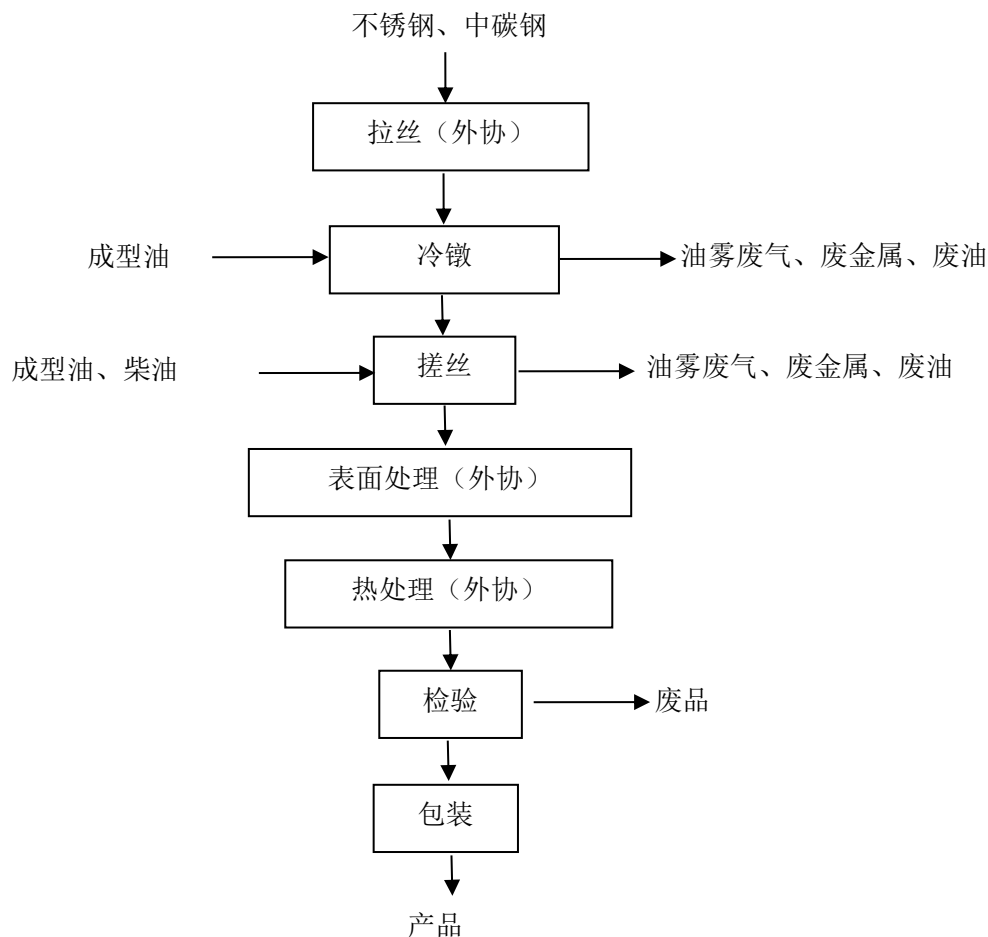 不锈钢、中碳钢
拉丝（外协）
成型油
冷镦
油雾废气、废金属、废油
成型油、柴油
搓丝
油雾废气、废金属、废油
表面处理（外协）
热处理（外协）
检验
废品
包装
产品